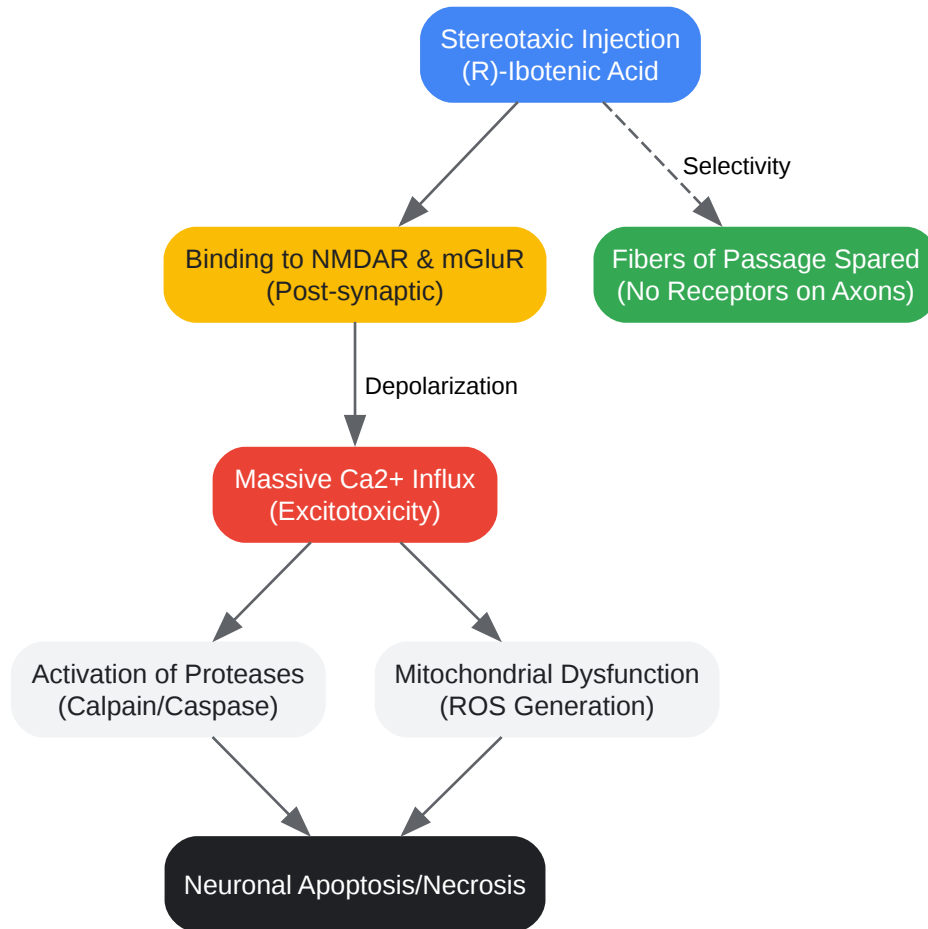 Stereotaxic Injection
(R)-Ibotenic Acid
Selectivity
Binding to NMDAR & mGluR
(Post-synaptic)
Fibers of Passage Spared
(No Receptors on Axons)
Depolarization
Massive Ca2+ Influx
(Excitotoxicity)
Activation of Proteases
(Calpain/Caspase)
Mitochondrial Dysfunction
(ROS Generation)
Neuronal Apoptosis/Necrosis